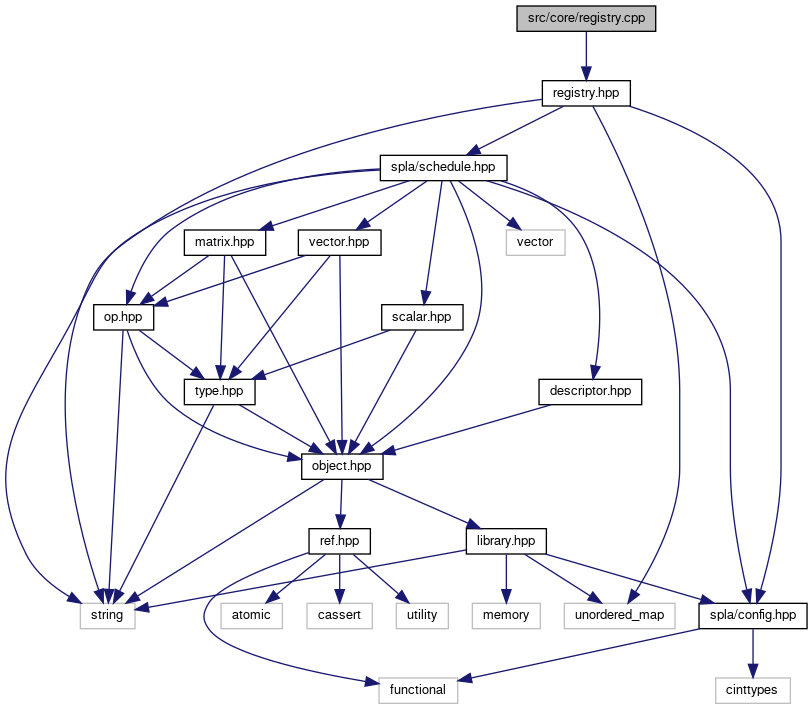 src/core/registry.cpp
registry.hpp
spla/schedule.hpp
matrix.hpp
vector.hpp
vector
op.hpp
scalar.hpp
type.hpp
descriptor.hpp
object.hpp
ref.hpp
library.hpp
string
atomic
cassert
utility
memory
unordered_map
spla/config.hpp
functional
cinttypes